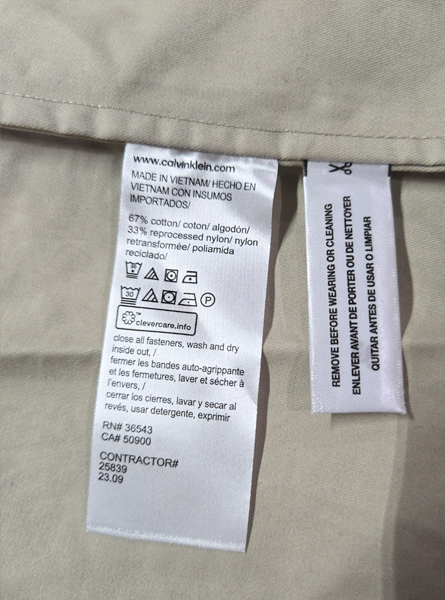 www.calvinklein.com
MADE IN VIETNAM/ HECHO EN
VIETNAM CON INSUMOS
IMPORTADOS/
67% cotton/ coton/ algodón/
33% reprocessed nylon/ nylon
retransformée/ poliamida
reciclado/
30 P
TM
clevercare.info
close all fasteners, wash and dry
inside out, /
fermer les bandes auto-agrippante
et les fermetures, laver et sécher à
l'envers, /
cerrar los cierres, lavar y secar al
revés, usar detergente, exprimir
RN# 36543
CA# 50900
CONTRACTOR#
25839
23.09
REMOVE BEFORE WEARING OR CLEANING
ENLEVER AVANT DE PORTER OU DE NETTOYER
QUITAR ANTES DE USAR O LIMPIAR